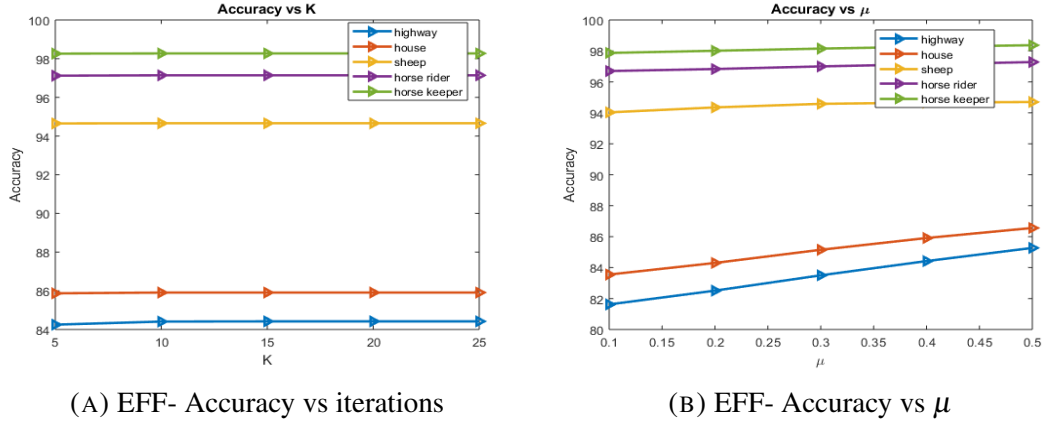 Accuracy vs K
100
98
96
94
92
90
88
86
84
Accuracy
5
10
15
20
25
K
highway
house
sheep
horse rider
horse keeper
(A) EFF- Accuracy vs iterations
Accuracy vs μ
100
98
96
94
92
90
88
86
84
82
80
Accuracy
0.1
0.15
0.2
0.25
0.3
0.35
0.4
0.45
0.5
μ
highway
house
sheep
horse rider
horse keeper
(B) EFF- Accuracy vs μ